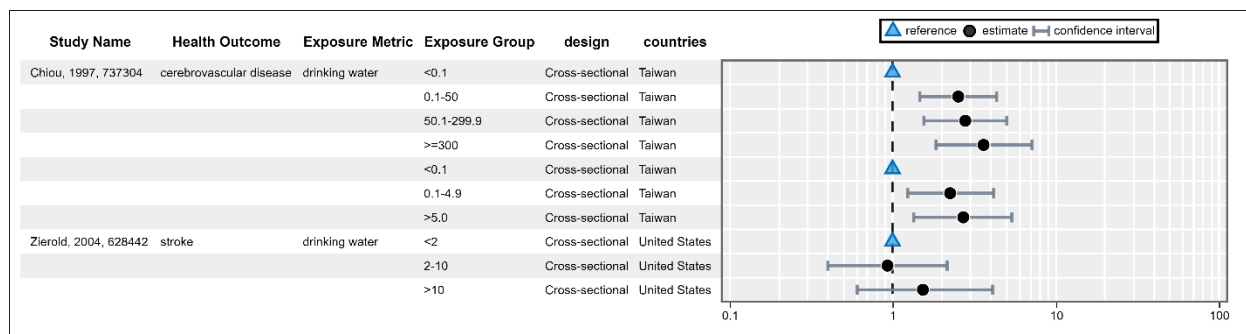 reference estimate confidence interval
Study Name Health Outcome Exposure Metric Exposure Group design countries
Chiou, 1997, 737304 cerebrovascular disease drinking water <0.1 Cross-sectional Taiwan
0.1-50 Cross-sectional Taiwan
50.1-299.9 Cross-sectional Taiwan
>=300 Cross-sectional Taiwan
<0.1 Cross-sectional Taiwan
0.1-4.9 Cross-sectional Taiwan
>5.0 Cross-sectional Taiwan
Zierold, 2004, 628442 stroke drinking water <2 Cross-sectional United States
2-10 Cross-sectional United States
>10 Cross-sectional United States
0.1 1 10 100